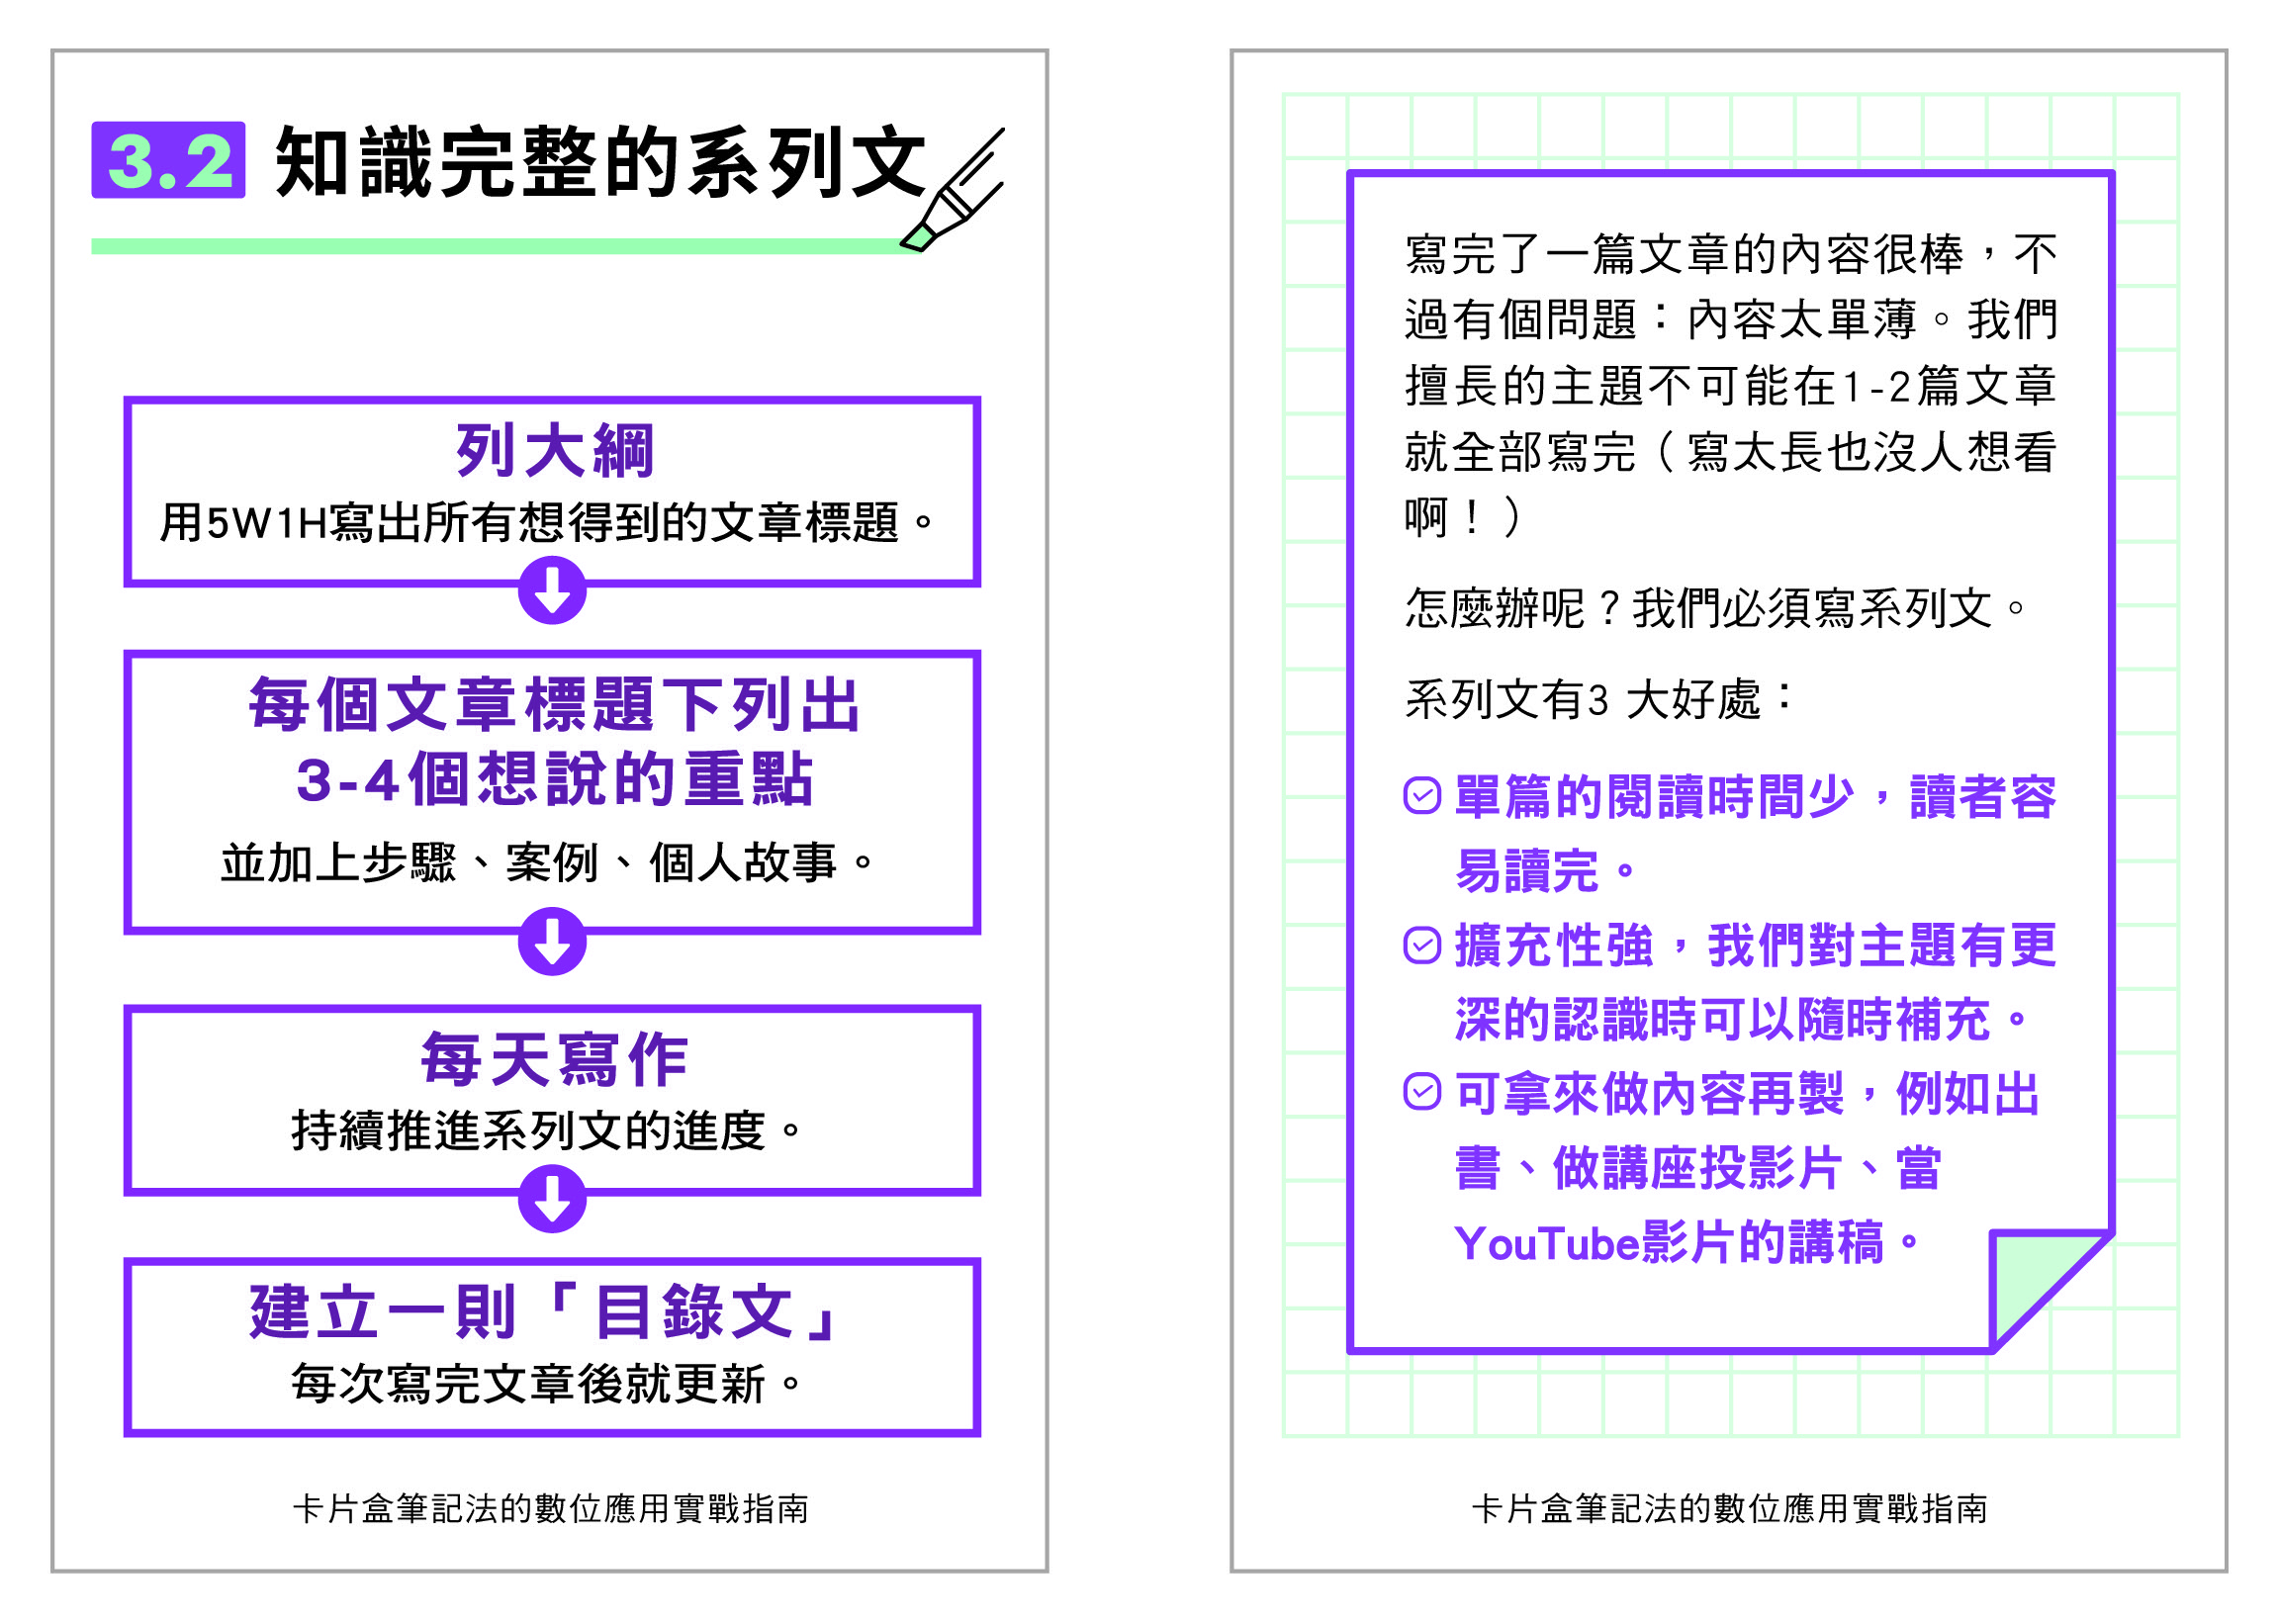 3.2 知識完整的系列文
列大綱
用5W1H寫出所有想得到的文章標題。
每個文章標題下列出
3-4個想說的重點
並加上步驟、案例、個人故事。
每天寫作
持續推進系列文的進度。
建立一則「目錄文」
每次寫完文章後就更新。
卡片盒筆記法的數位應用實戰指南
寫完了一篇文章的內容很棒，不
過有個問題：內容太單薄。我們
擅長的主題不可能在1-2篇文章
就全部寫完（寫太長也沒人想看
啊！）
怎麼辦呢？我們必須寫系列文。
系列文有3 大好處：
單篇的閱讀時間少，讀者容
易讀完。
擴充性強，我們對主題有更
深的認識時可以隨時補充。
可拿來做內容再製，例如出
書、做講座投影片、當
YouTube影片的講稿。
卡片盒筆記法的數位應用實戰指南